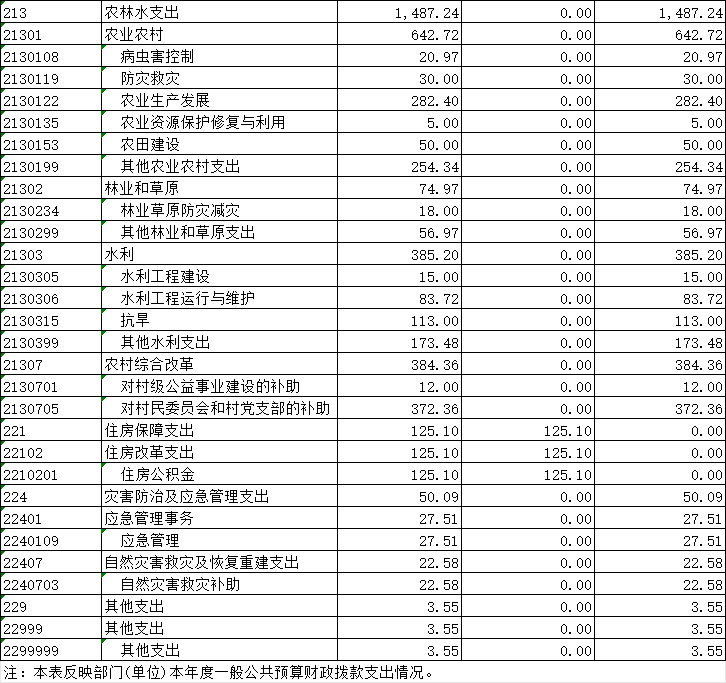 213 农林水支出 1,487.24 0.00 1,487.24
21301 农业农村 642.72 0.00 642.72
2130108 病虫害控制 20.97 0.00 20.97
2130119 防灾救灾 30.00 0.00 30.00
2130122 农业生产发展 282.40 0.00 282.40
2130135 农业资源保护修复与利用 5.00 0.00 5.00
2130153 农田建设 50.00 0.00 50.00
2130199 其他农业农村支出 254.34 0.00 254.34
21302 林业和草原 74.97 0.00 74.97
2130234 林业草原防灾减灾 18.00 0.00 18.00
2130299 其他林业和草原支出 56.97 0.00 56.97
21303 水利 385.20 0.00 385.20
2130305 水利工程建设 15.00 0.00 15.00
2130306 水利工程运行与维护 83.72 0.00 83.72
2130315 抗旱 113.00 0.00 113.00
2130399 其他水利支出 173.48 0.00 173.48
21307 农村综合改革 384.36 0.00 384.36
2130701 对村级公益事业建设的补助 12.00 0.00 12.00
2130705 对村民委员会和村党支部的补助 372.36 0.00 372.36
221 住房保障支出 125.10 125.10 0.00
22102 住房改革支出 125.10 125.10 0.00
2210201 住房公积金 125.10 125.10 0.00
224 灾害防治及应急管理支出 50.09 0.00 50.09
22401 应急管理事务 27.51 0.00 27.51
2240109 应急管理 27.51 0.00 27.51
22407 自然灾害救灾及恢复重建支出 22.58 0.00 22.58
2240703 自然灾害救灾补助 22.58 0.00 22.58
229 其他支出 3.55 0.00 3.55
22999 其他支出 3.55 0.00 3.55
2299999 其他支出 3.55 0.00 3.55
注：本表反映部门(单位)本年度一般公共预算财政拨款支出情况。